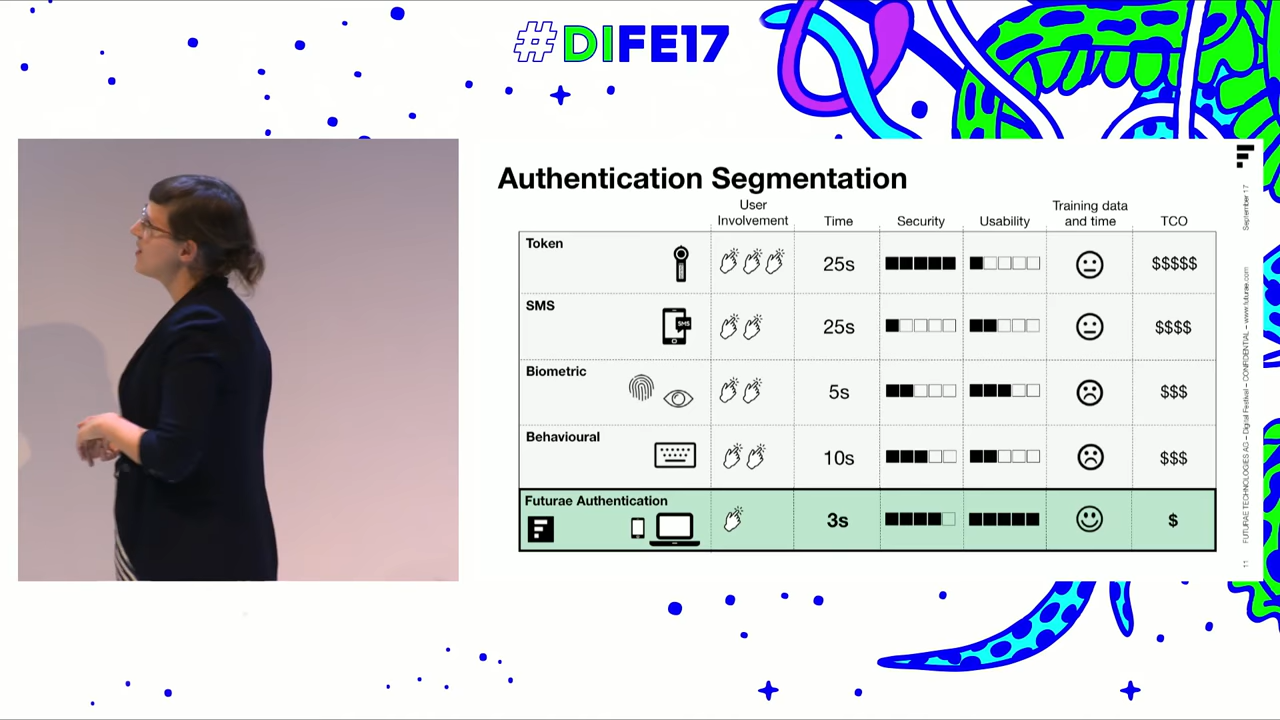 #DIFE17
Authentication Segmentation
User
Involvement
Time
Security
Usability
Training data
and time
TCO
Token
25s
$$$$$
SMS
SMS
25s
$$$$
Biometric
5s
$$$
Behavioural
10s
$$$
Futurae Authentication
3s
$
11 FUTURAE TECHNOLOGIES AG – Digital Festival – CONFIDENTIAL – www.futurae.com September 17